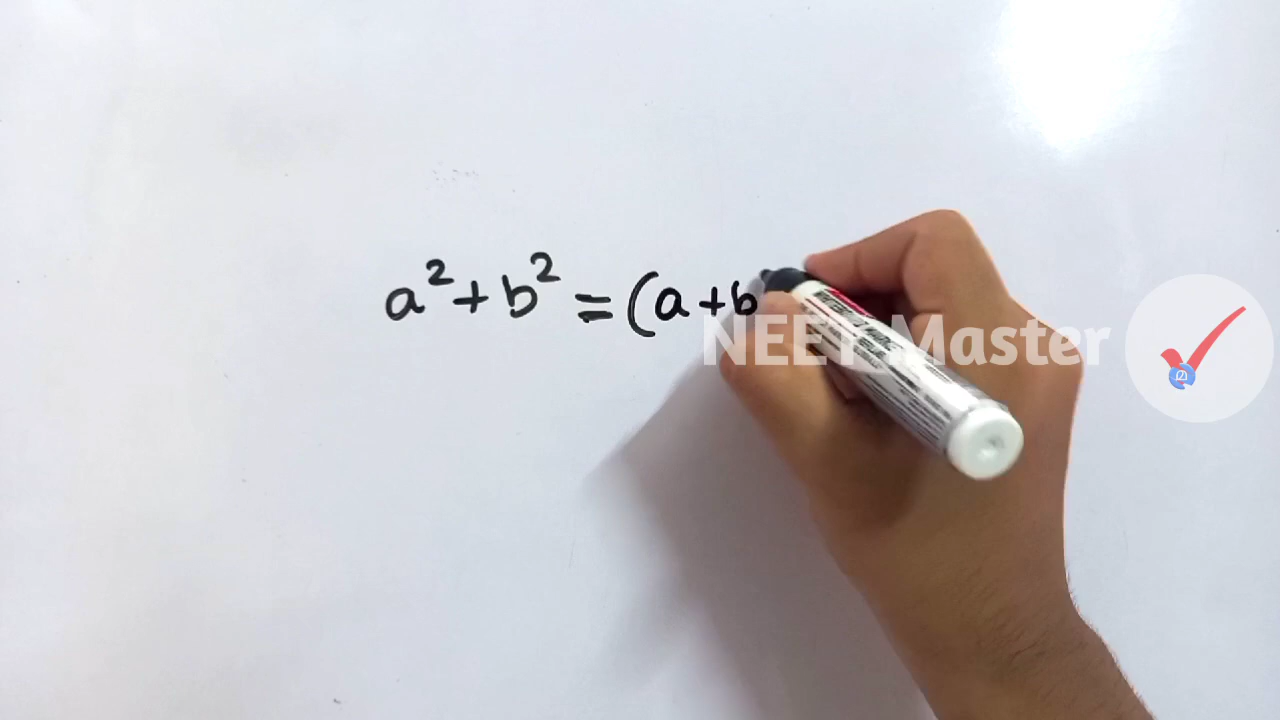 a² + b² = (a + b
NEET Master